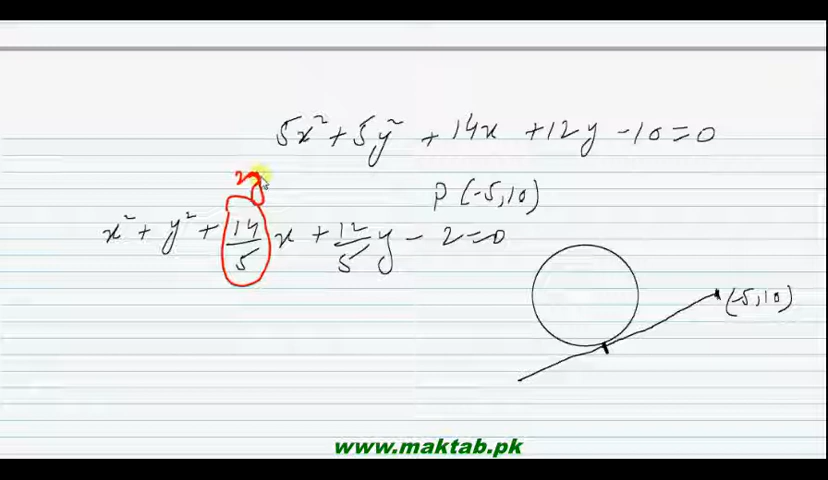 5x² + 5y² + 14x + 12y - 10 = 0
2g
P(-5,10)
x² + y² + 14/5 x + 12/5 y - 2 = 0
(-5,10)
www.maktab.pk